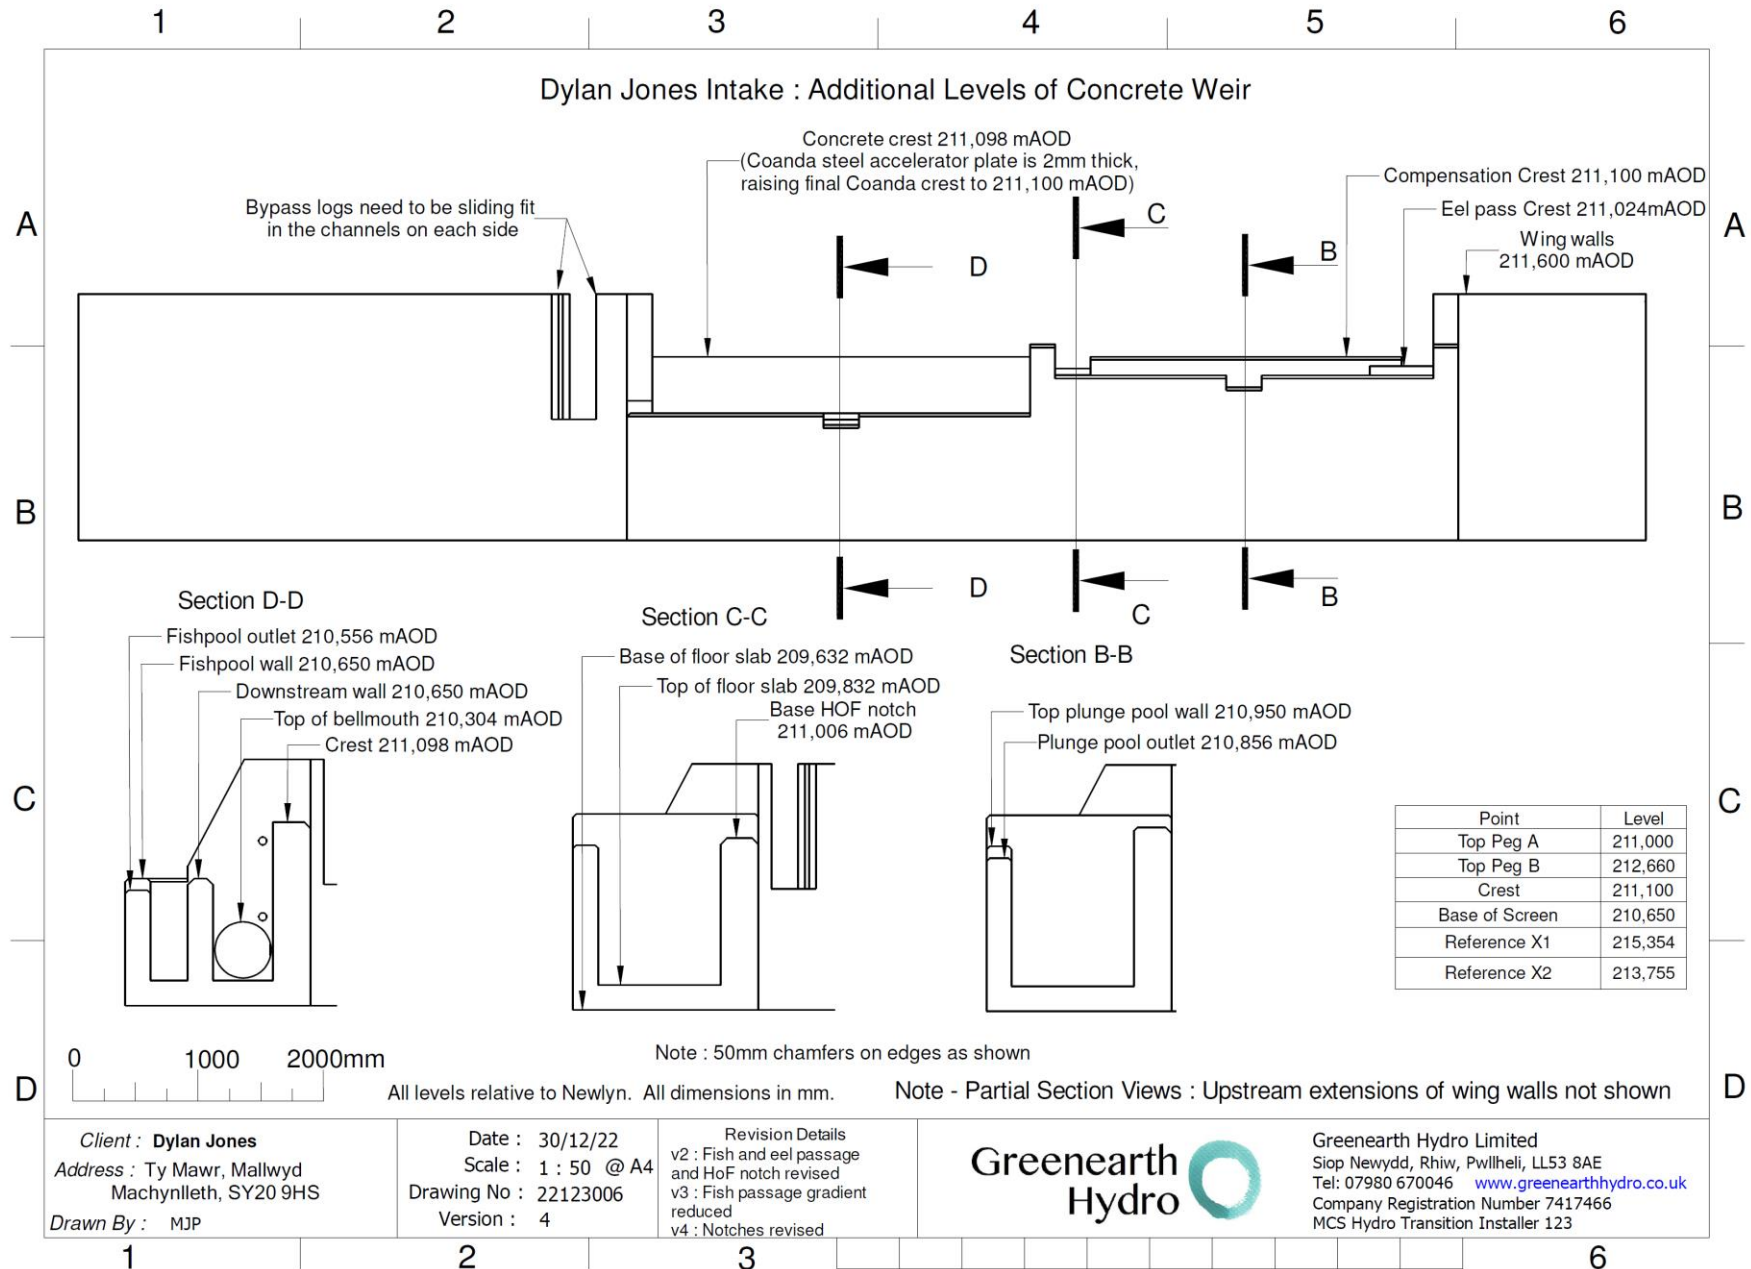 1 2 3 4 5 6
Dylan Jones Intake : Additional Levels of Concrete Weir
Concrete crest 211,098 mAOD
(Coanda steel accelerator plate is 2mm thick,
raising final Coanda crest to 211,100 mAOD)
Compensation Crest 211,100 mAOD
Eel pass Crest 211,024mAOD
Wing walls
211,600 mAOD
Bypass logs need to be sliding fit
in the channels on each side
A A
D C B
B B
D C B
Section D-D
Fishpool outlet 210,556 mAOD
Fishpool wall 210,650 mAOD
Downstream wall 210,650 mAOD
Top of bellmouth 210,304 mAOD
Crest 211,098 mAOD
Section C-C
Base of floor slab 209,632 mAOD
Top of floor slab 209,832 mAOD
Base HOF notch
211,006 mAOD
Section B-B
Top plunge pool wall 210,950 mAOD
Plunge pool outlet 210,856 mAOD
C C
Point Level
Top Peg A 211,000
Top Peg B 212,660
Crest 211,100
Base of Screen 210,650
Reference X1 215,354
Reference X2 213,755
0 1000 2000mm
Note : 50mm chamfers on edges as shown
D D
All levels relative to Newlyn. All dimensions in mm.
Note - Partial Section Views : Upstream extensions of wing walls not shown
Client : Dylan Jones
Address : Ty Mawr, Mallwyd
Machynlleth, SY20 9HS
Drawn By : MJP
Date : 30/12/22
Scale : 1 : 50 @ A4
Drawing No : 22123006
Version : 4
Revision Details
v2 : Fish and eel passage
and HoF notch revised
v3 : Fish passage gradient
reduced
v4 : Notches revised
Greenearth
Hydro
Greenearth Hydro Limited
Siop Newydd, Rhiw, Pwllheli, LL53 8AE
Tel: 07980 670046 www.greenearthhydro.co.uk
Company Registration Number 7417466
MCS Hydro Transition Installer 123
1 2 3 6